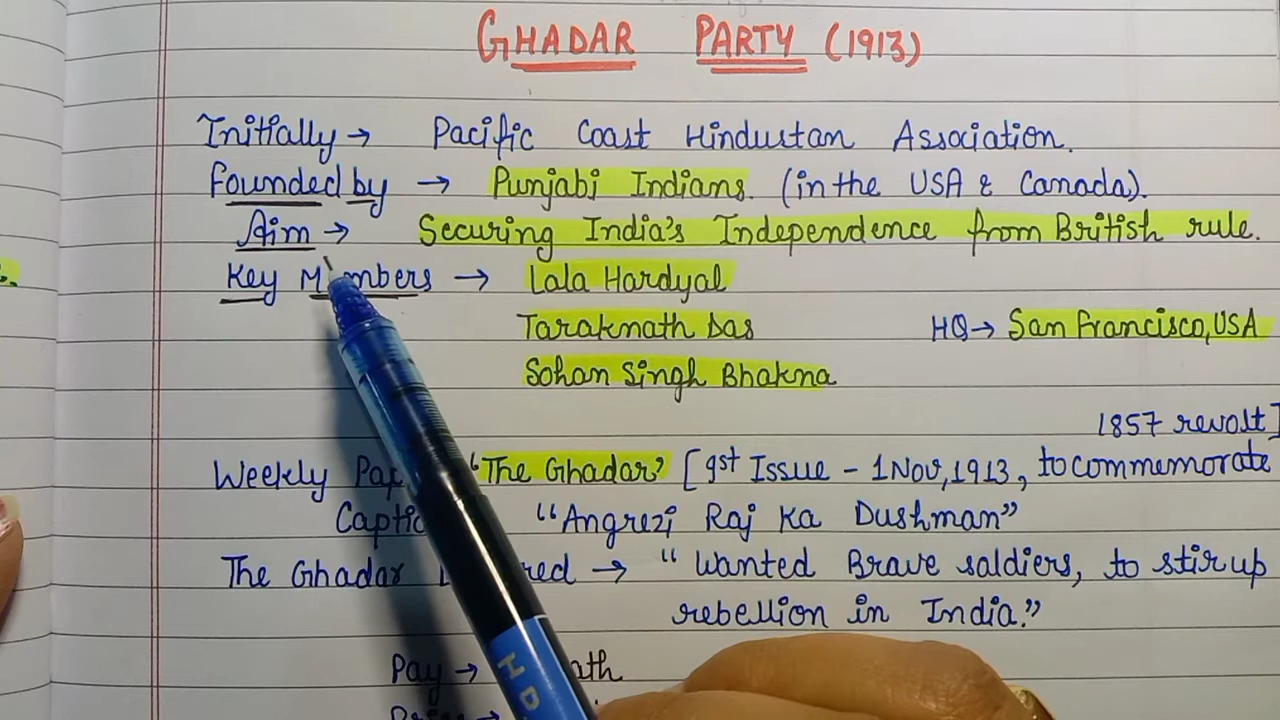 GHADAR PARTY (1913)
Initially → Pacific Coast Hindustan Association.
Founded by → Punjabi Indians. (in the USA & Canada).
Aim → Securing India's Independence from British rule.
Key Members → Lala Hardyal
Taraknath Das HQ → San Francisco, USA
Sohan Singh Bhakna
1857 revolt]
Weekly "The Ghadar" [9st Issue - 1 Nov, 1913, to commemorate
"Angrezi Raj Ka Dushman"
The Ghadar → "Wanted Brave soldiers, to stir up
rebellion in India."
Pay →